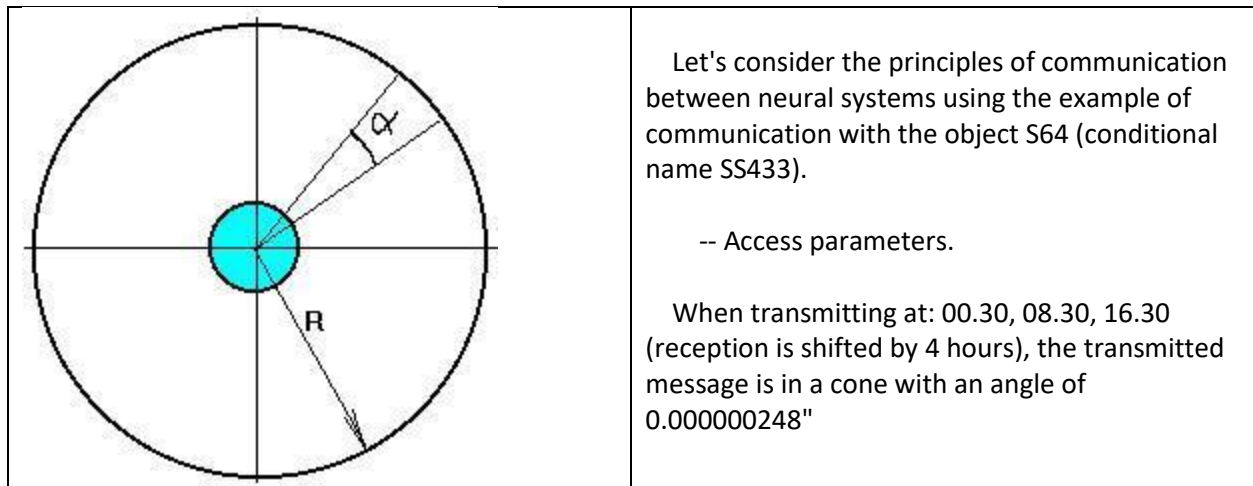 α
R
Let's consider the principles of communication
between neural systems using the example of
communication with the object S64 (conditional
name SS433).
-- Access parameters.
When transmitting at: 00.30, 08.30, 16.30
(reception is shifted by 4 hours), the transmitted
message is in a cone with an angle of
0.000000248"